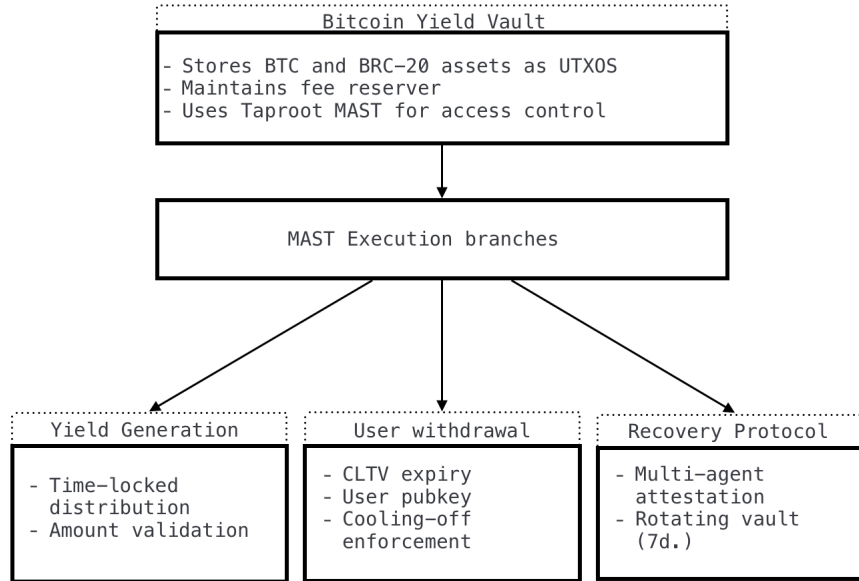 Bitcoin Yield Vault
- Stores BTC and BRC-20 assets as UTXOS
- Maintains fee reserver
- Uses Taproot MAST for access control
MAST Execution branches
Yield Generation
- Time-locked
distribution
- Amount validation
User withdrawal
- CLTV expiry
- User pubkey
- Cooling-off
enforcement
Recovery Protocol
- Multi-agent
attestation
- Rotating vault
(7d.)